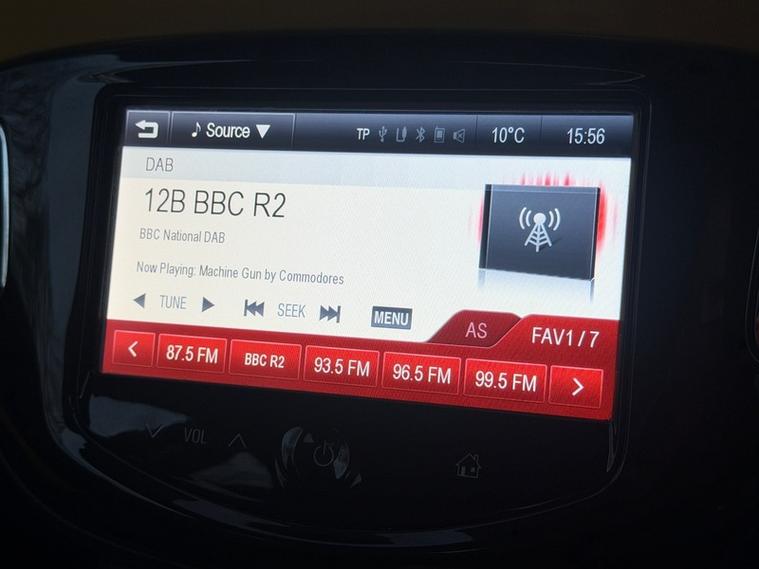 Source TP 10°C 15:56
DAB
12B BBC R2
BBC National DAB
Now Playing: Machine Gun by Commodores
TUNE SEEK MENU AS FAV1 / 7
87.5 FM BBC R2 93.5 FM 96.5 FM 99.5 FM
VOL